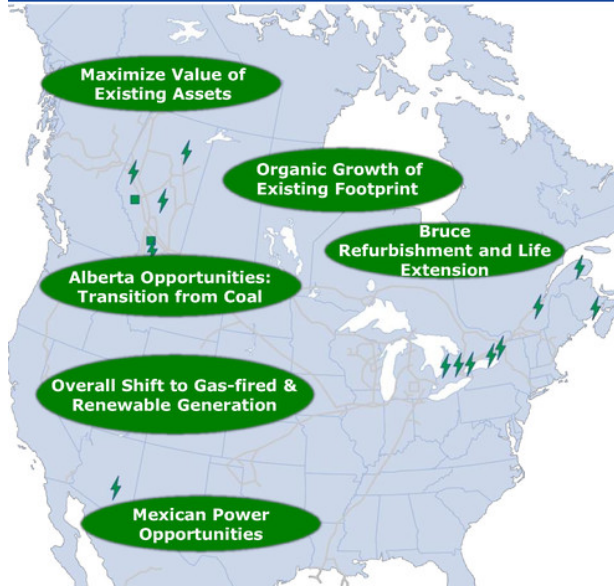 Maximize Value of
Existing Assets
Organic Growth of
Existing Footprint
Bruce
Refurbishment and Life
Extension
Alberta Opportunities:
Transition from Coal
Overall Shift to Gas-fired &
Renewable Generation
Mexican Power
Opportunities